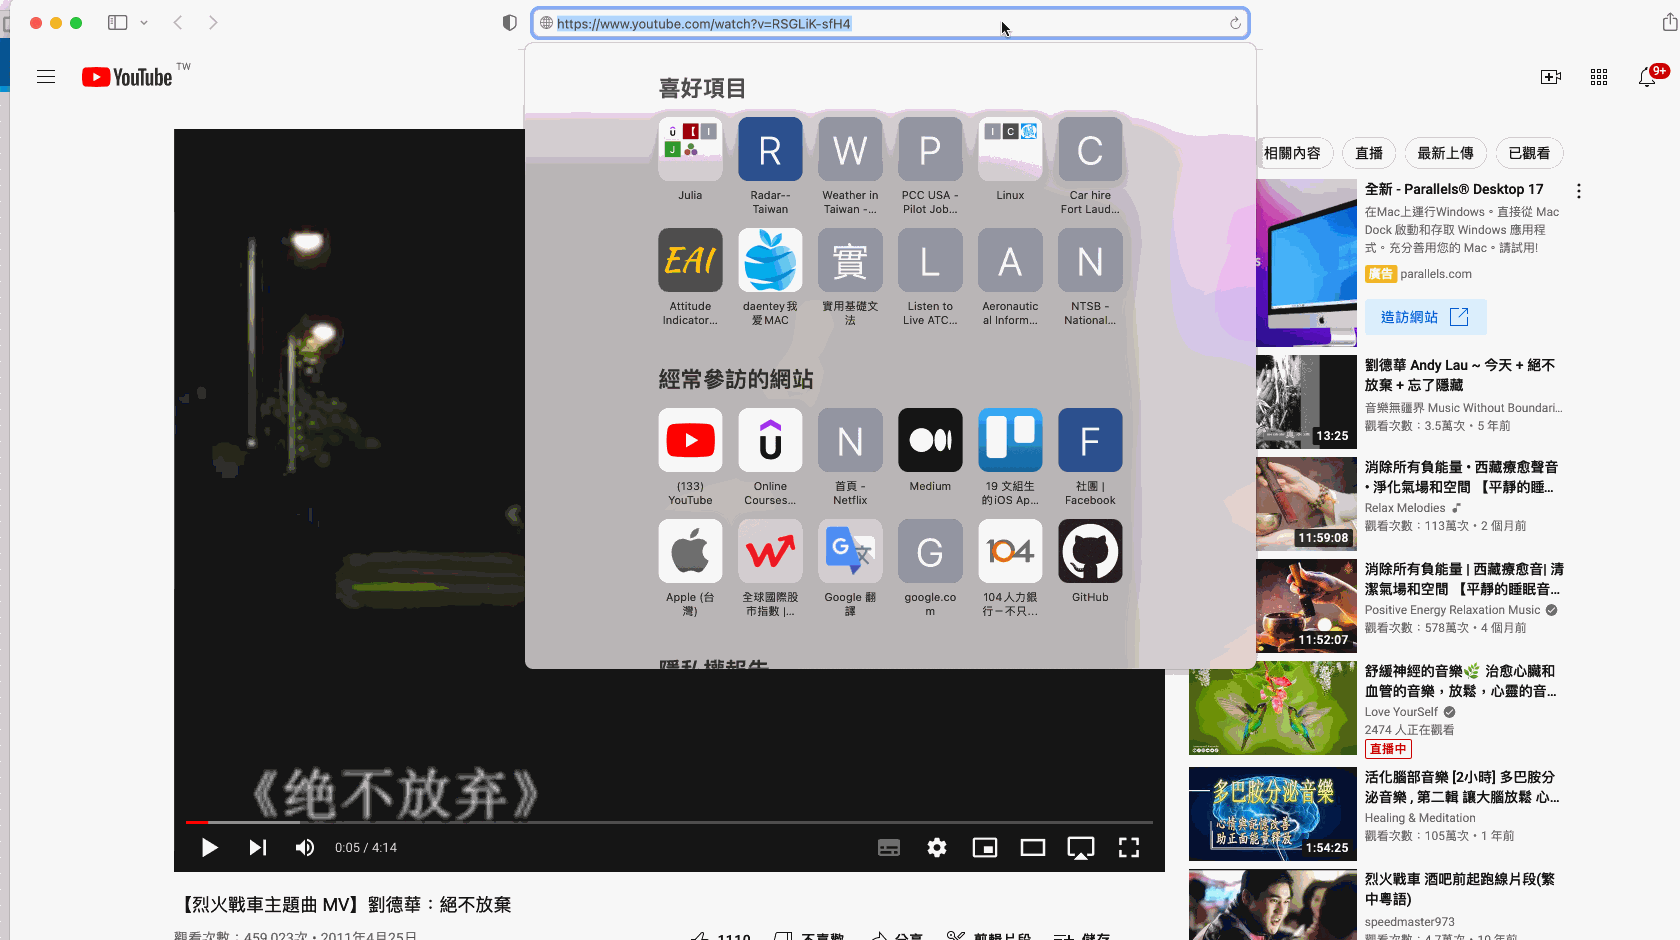 https://www.youtube.com/watch?v=RSGLiK-sfH4
YouTube TW
9+
喜好項目
Julia
R
Radar--
Taiwan
W
Weather in
Taiwan -...
P
PCC USA -
Pilot Job...
Linux
C
Car hire
Fort Laud...
EAI
Attitude
Indicator...
daentey我
爱MAC
實
實用基礎文
法
L
Listen to
Live ATC...
A
Aeronautic
al Inform...
N
NTSB -
National...
經常參訪的網站
(133)
YouTube
Online
Courses...
N
首頁 -
Netflix
Medium
19 文組生
的iOS Ap...
F
社團 |
Facebook
Apple (台
灣)
全球國際股
市指數 |...
Google 翻
譯
G
google.co
m
104
104人力銀
行－不只...
GitHub
隱私權報告
《绝不放弃》
0:05 / 4:14
【烈火戰車主題曲 MV】劉德華：絕不放棄
觀看次數：459,023次・2011年4月25日
1110
不喜歡
分享
剪輯片段
儲存
相關內容
直播
最新上傳
已觀看
全新 - Parallels® Desktop 17
在Mac上運行Windows。直接從 Mac
Dock 啟動和存取 Windows 應用程
式。充分善用您的 Mac。請試用!
廣告 parallels.com
造訪網站
13:25
劉德華 Andy Lau ~ 今天 + 絕不
放棄 + 忘了隱藏
音樂無疆界 Music Without Boundari...
觀看次數：3.5萬次・5 年前
11:59:08
消除所有負能量 • 西藏療愈聲音
• 淨化氣場和空間 【平靜的睡...
Relax Melodies
觀看次數：113萬次・2 個月前
11:52:07
消除所有負能量 | 西藏療愈音| 清
潔氣場和空間 【平靜的睡眠音...
Positive Energy Relaxation Music
觀看次數：578萬次・4 個月前
舒緩神經的音樂🌿 治愈心臟和
血管的音樂，放鬆，心靈的音...
Love YourSelf
2474 人正在觀看
直播中
多巴胺分泌音樂
心情與記憶改善
助正面能量釋放
1:54:25
活化腦部音樂 [2小時] 多巴胺分
泌音樂 , 第二輯 讓大腦放鬆 心...
Healing & Meditation
觀看次數：105萬次・1 年前
烈火戰車 酒吧前起跑線片段(繁
中粵語)
speedmaster973
觀看次數：4.7萬次・10 年前